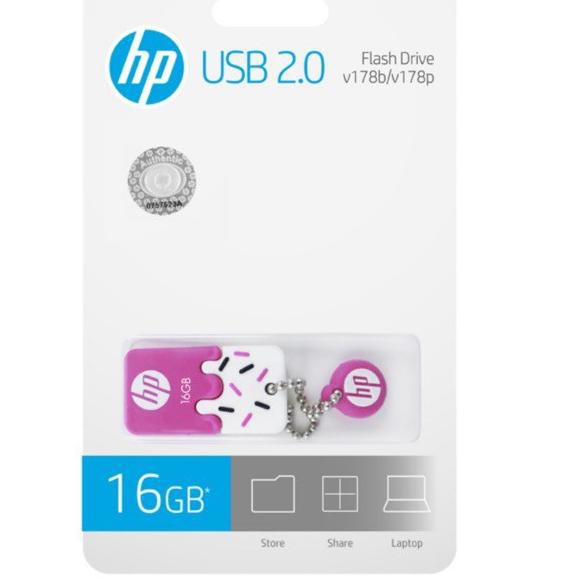 hp
USB 2.0
Flash Drive
v178b/v178p
Authentic
hp
16GB
hp
16GB*
Store
Share
Laptop